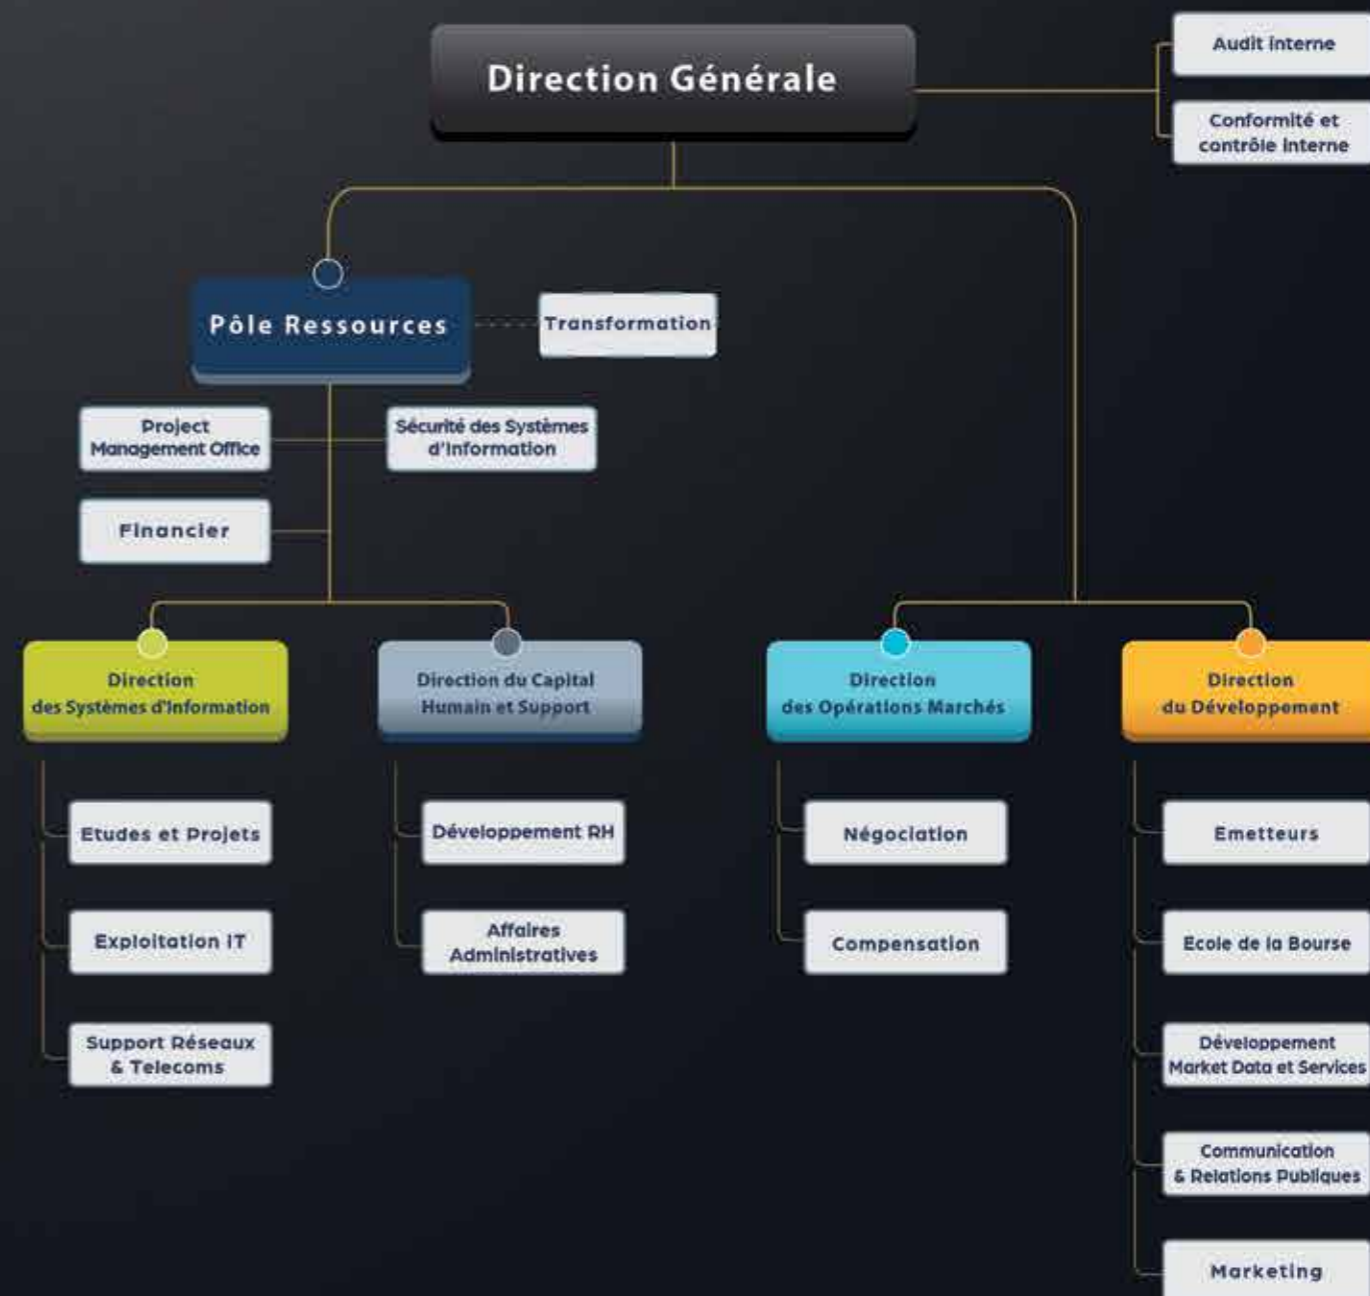 Direction Générale
Audit interne
Conformité et
contrôle interne
Pôle Ressources
Transformation
Project
Management Office
Sécurité des Systèmes
d'Information
Financier
Direction
des Systèmes d'Information
Direction du Capital
Humain et Support
Direction
des Opérations Marchés
Direction
du Développement
Etudes et Projets
Exploitation IT
Support Réseaux
& Telecoms
Développement RH
Affaires
Administratives
Négociation
Compensation
Emetteurs
Ecole de la Bourse
Développement
Market Data et Services
Communication
& Relations Publiques
Marketing